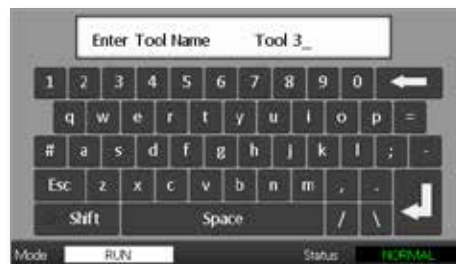 Enter Tool Name Tool 3_
1 2 3 4 5 6 7 8 9 0
q w e r t y u i o p =
# a s d f g h j k l ; -
Esc z x c v b n m , .
Shift Space / \
Mode RUN Status NORMAL